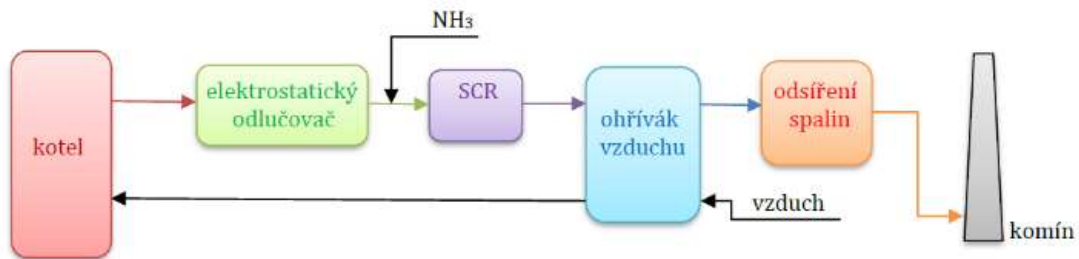 NH₃
kotel
elektrostatický
odlučovač
SCR
ohřívák
vzduchu
odsíření
spalin
vzduch
komín